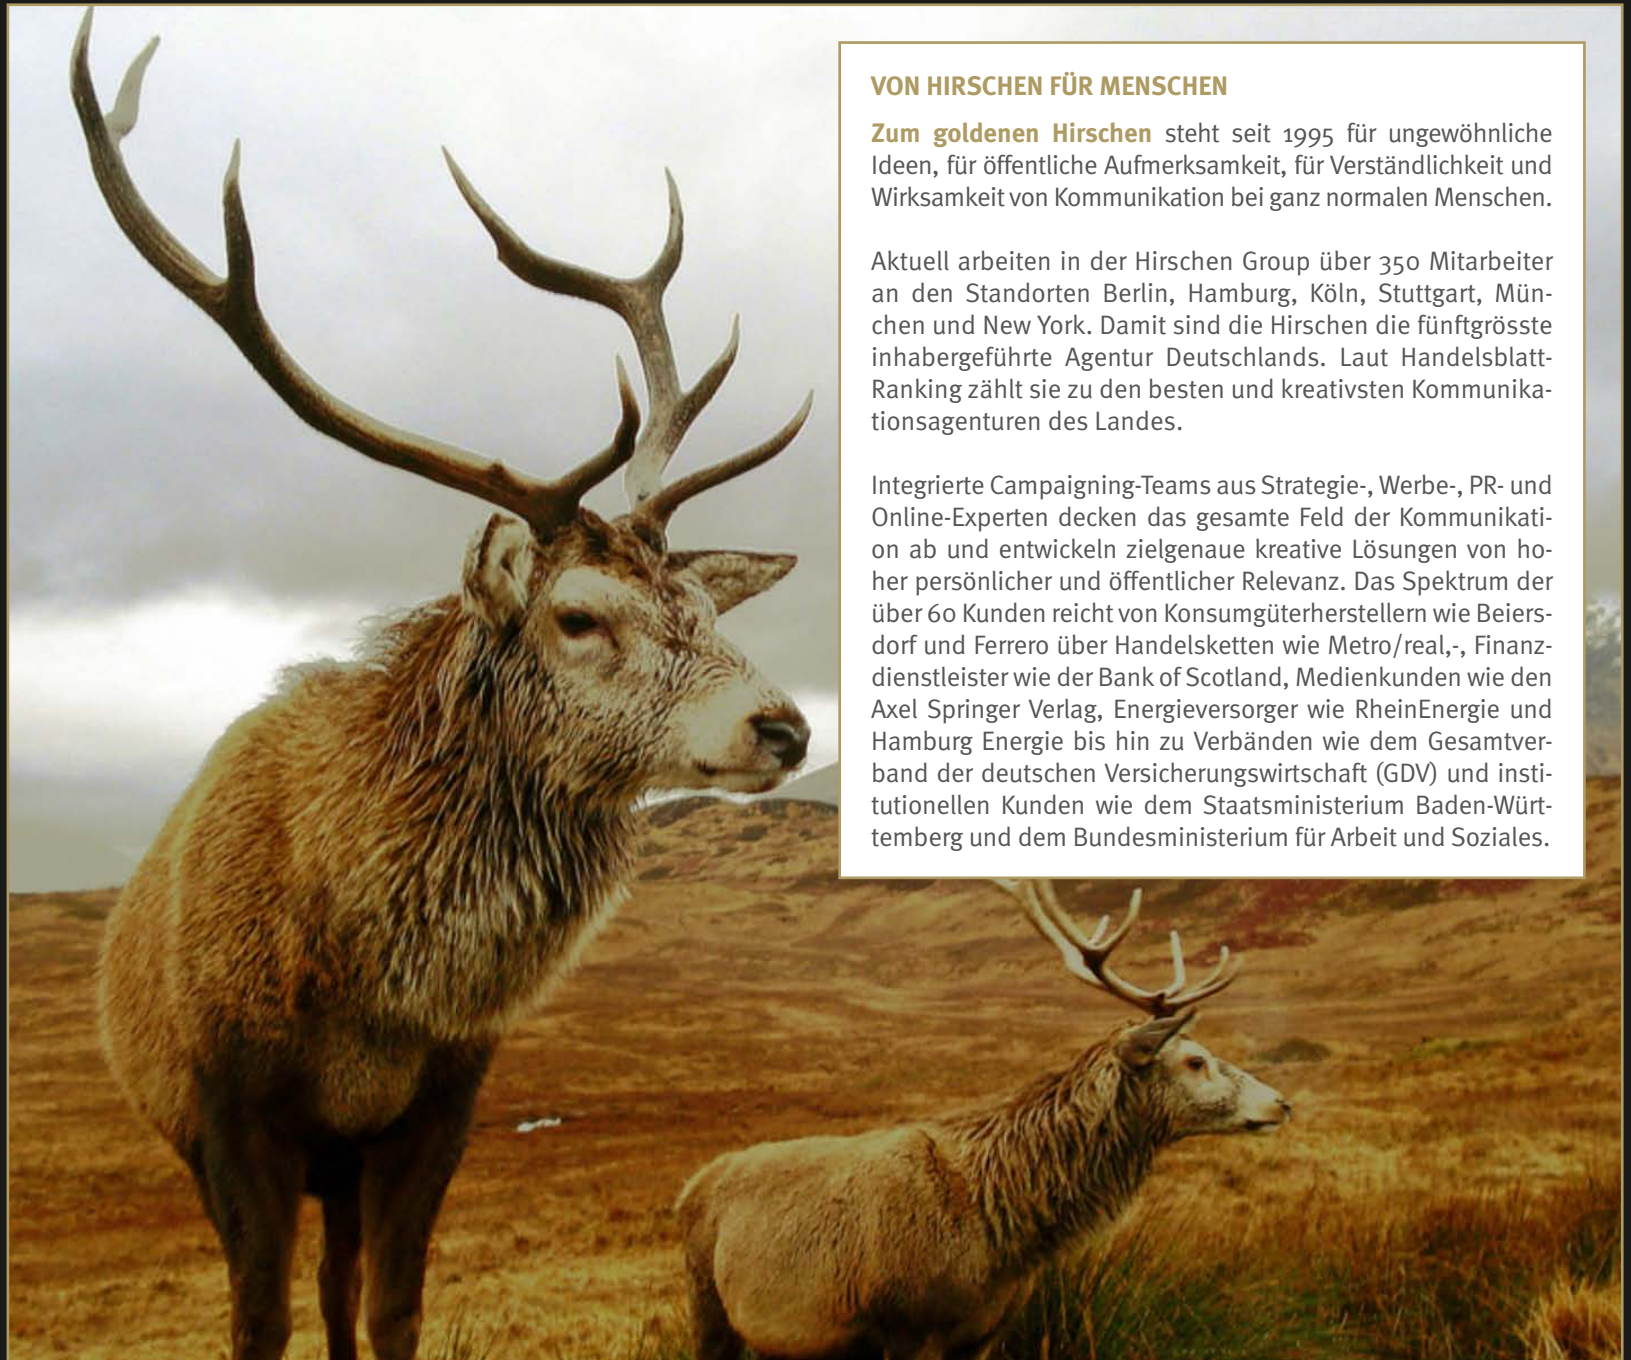 VON HIRSCHEN FÜR MENSCHEN
Zum goldenen Hirschen steht seit 1995 für ungewöhnliche
Ideen, für öffentliche Aufmerksamkeit, für Verständlichkeit und
Wirksamkeit von Kommunikation bei ganz normalen Menschen.
Aktuell arbeiten in der Hirschen Group über 350 Mitarbeiter
an den Standorten Berlin, Hamburg, Köln, Stuttgart, Mün-
chen und New York. Damit sind die Hirschen die fünftgrösste
inhabergeführte Agentur Deutschlands. Laut Handelsblatt-
Ranking zählt sie zu den besten und kreativsten Kommunika-
tionsagenturen des Landes.
Integrierte Campaigning-Teams aus Strategie-, Werbe-, PR- und
Online-Experten decken das gesamte Feld der Kommunikati-
on ab und entwickeln zielgenaue kreative Lösungen von ho-
her persönlicher und öffentlicher Relevanz. Das Spektrum der
über 60 Kunden reicht von Konsumgüterherstellern wie Beiers-
dorf und Ferrero über Handelsketten wie Metro/real,-, Finanz-
dienstleister wie der Bank of Scotland, Medienkunden wie den
Axel Springer Verlag, Energieversorger wie RheinEnergie und
Hamburg Energie bis hin zu Verbänden wie dem Gesamtver-
band der deutschen Versicherungswirtschaft (GDV) und insti-
tutionellen Kunden wie dem Staatsministerium Baden-Würt-
temberg und dem Bundesministerium für Arbeit und Soziales.